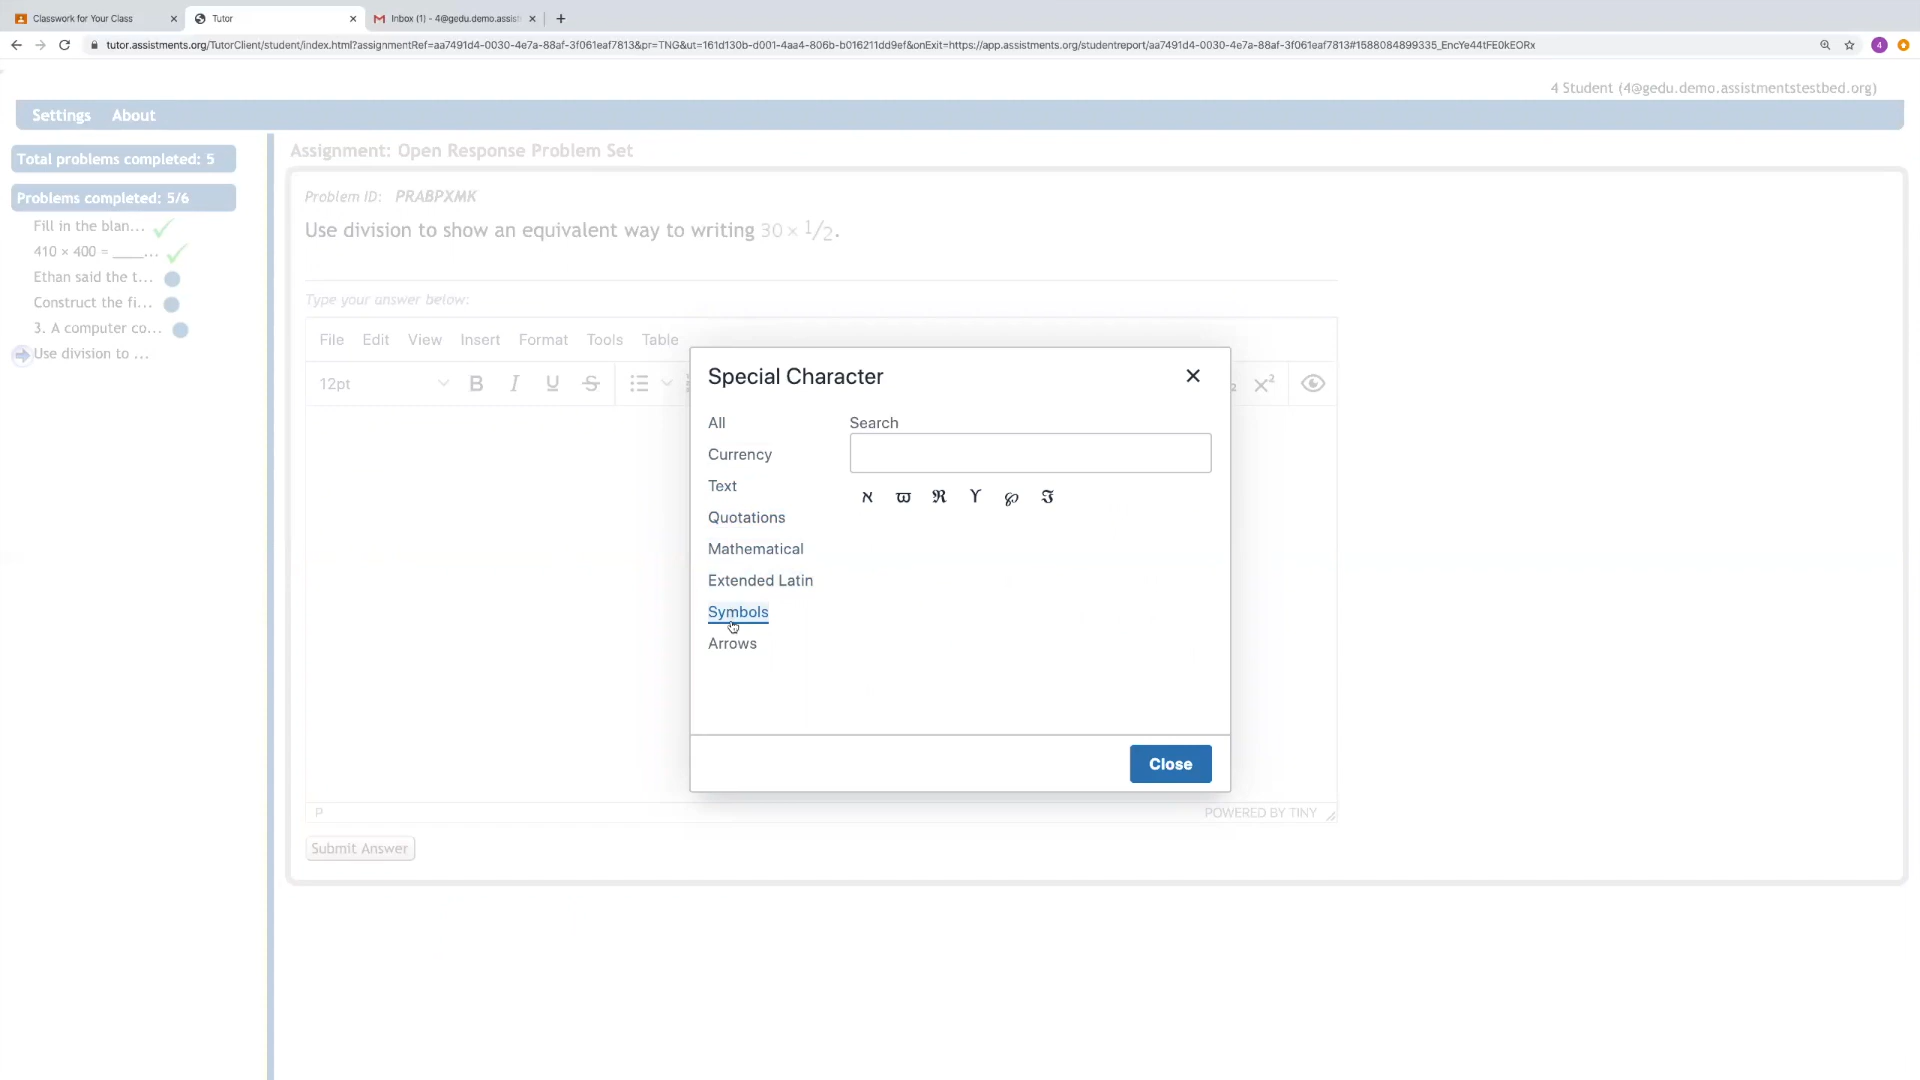 Classwork for Your Class
Tutor
Inbox (1) - 4@gedu.demo.assist
tutor.assistments.org/TutorClient/student/index.html?assignmentRef=aa7491d4-0030-4e7a-88af-3f061eaf7813&pr=TNG&ut=161d130b-d001-4aa4-806b-b016211dd9ef&onExit=https://app.assistments.org/studentreport/aa7491d4-0030-4e7a-88af-3f061eaf7813#1588084899335_EncYe44tFE0kEORx
4
4 Student (4@gedu.demo.assistmentstestbed.org)
Settings About
Total problems completed: 5
Problems completed: 5/6
Fill in the blan...
410 × 400 = ____...
Ethan said the t...
Construct the fi...
3. A computer co...
Use division to ...
Assignment: Open Response Problem Set
Problem ID: PRABPXMK
Use division to show an equivalent way to writing 30 × 1/2.
Type your answer below:
File Edit View Insert Format Tools Table
12pt B I U S
Special Character
All
Currency
Text
Quotations
Mathematical
Extended Latin
Symbols
Arrows
Search
ℵ ϖ ℜ ϒ ℘ ℑ
Close
P
POWERED BY TINY
Submit Answer